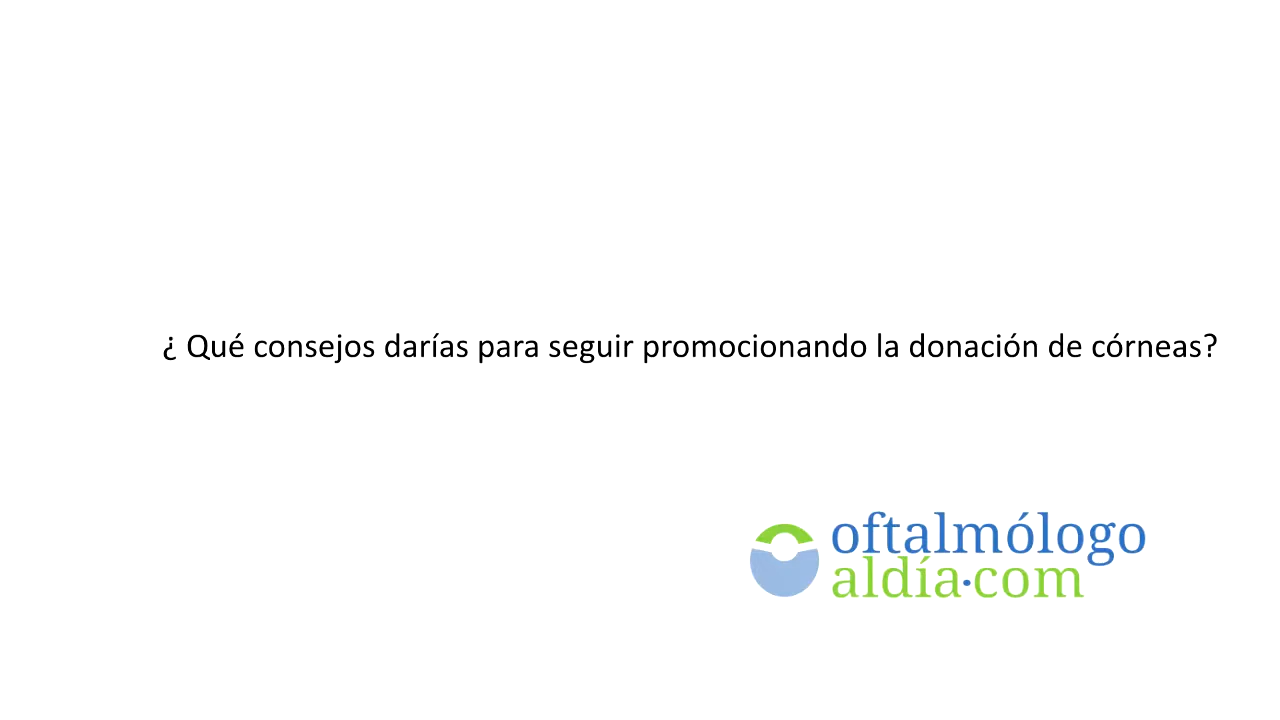 ¿ Qué consejos darías para seguir promocionando la donación de córneas?
oftalmólogo
aldía·com